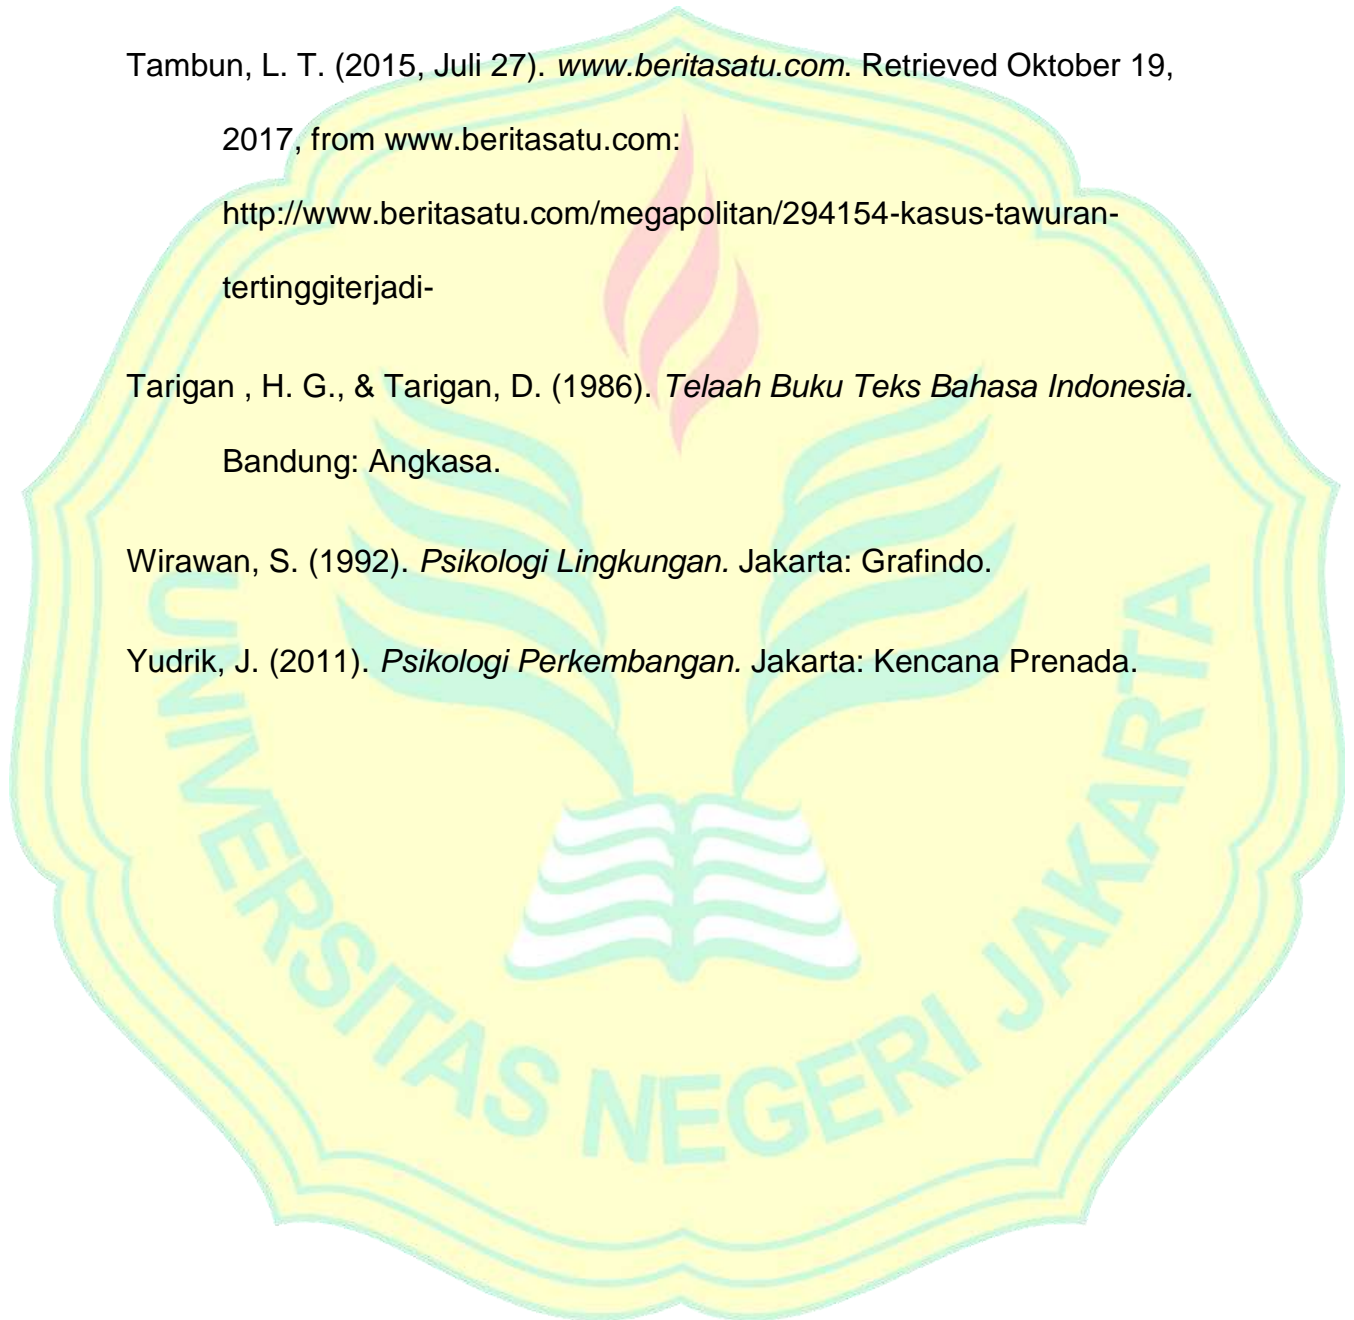 Tambun, L. T. (2015, Juli 27). www.beritasatu.com. Retrieved Oktober 19,
2017, from www.beritasatu.com:
http://www.beritasatu.com/megapolitan/294154-kasus-tawuran-
tertinggiterjadi-
Tarigan , H. G., & Tarigan, D. (1986). Telaah Buku Teks Bahasa Indonesia.
Bandung: Angkasa.
Wirawan, S. (1992). Psikologi Lingkungan. Jakarta: Grafindo.
Yudrik, J. (2011). Psikologi Perkembangan. Jakarta: Kencana Prenada.
UNIVERSITAS NEGERI JAKARTA